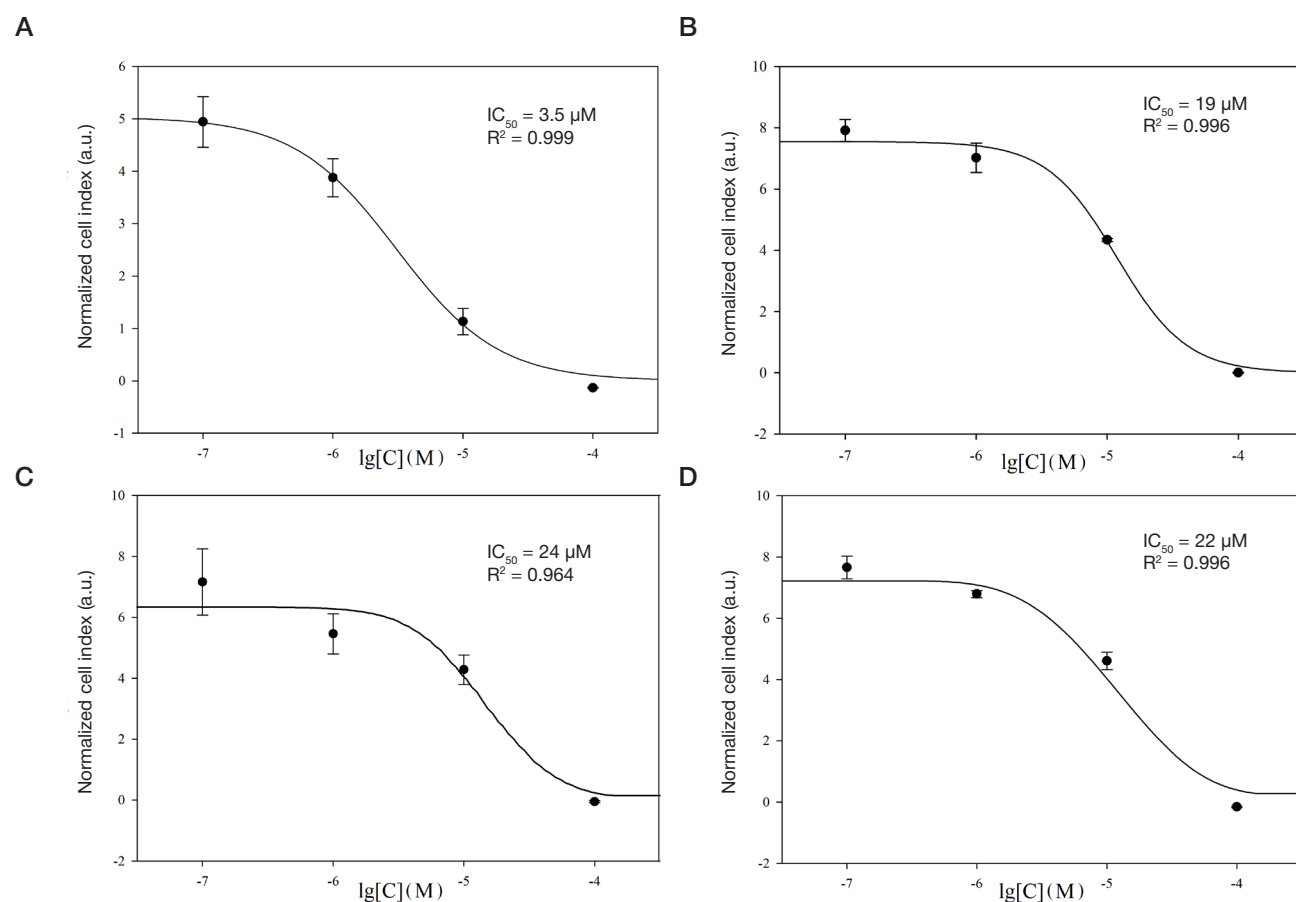 A
Normalized cell index (a.u.)
6
5
4
3
2
1
0
-1
IC50 = 3.5 µM
R2 = 0.999
-7
-6
-5
-4
lg[C](M)
B
Normalized cell index (a.u.)
10
8
6
4
2
0
-2
IC50 = 19 µM
R2 = 0.996
-7
-6
-5
-4
lg[C](M)
C
Normalized cell index (a.u.)
10
8
6
4
2
0
-2
IC50 = 24 µM
R2 = 0.964
-7
-6
-5
-4
lg[C](M)
D
Normalized cell index (a.u.)
10
8
6
4
2
0
-2
IC50 = 22 µM
R2 = 0.996
-7
-6
-5
-4
lg[C](M)